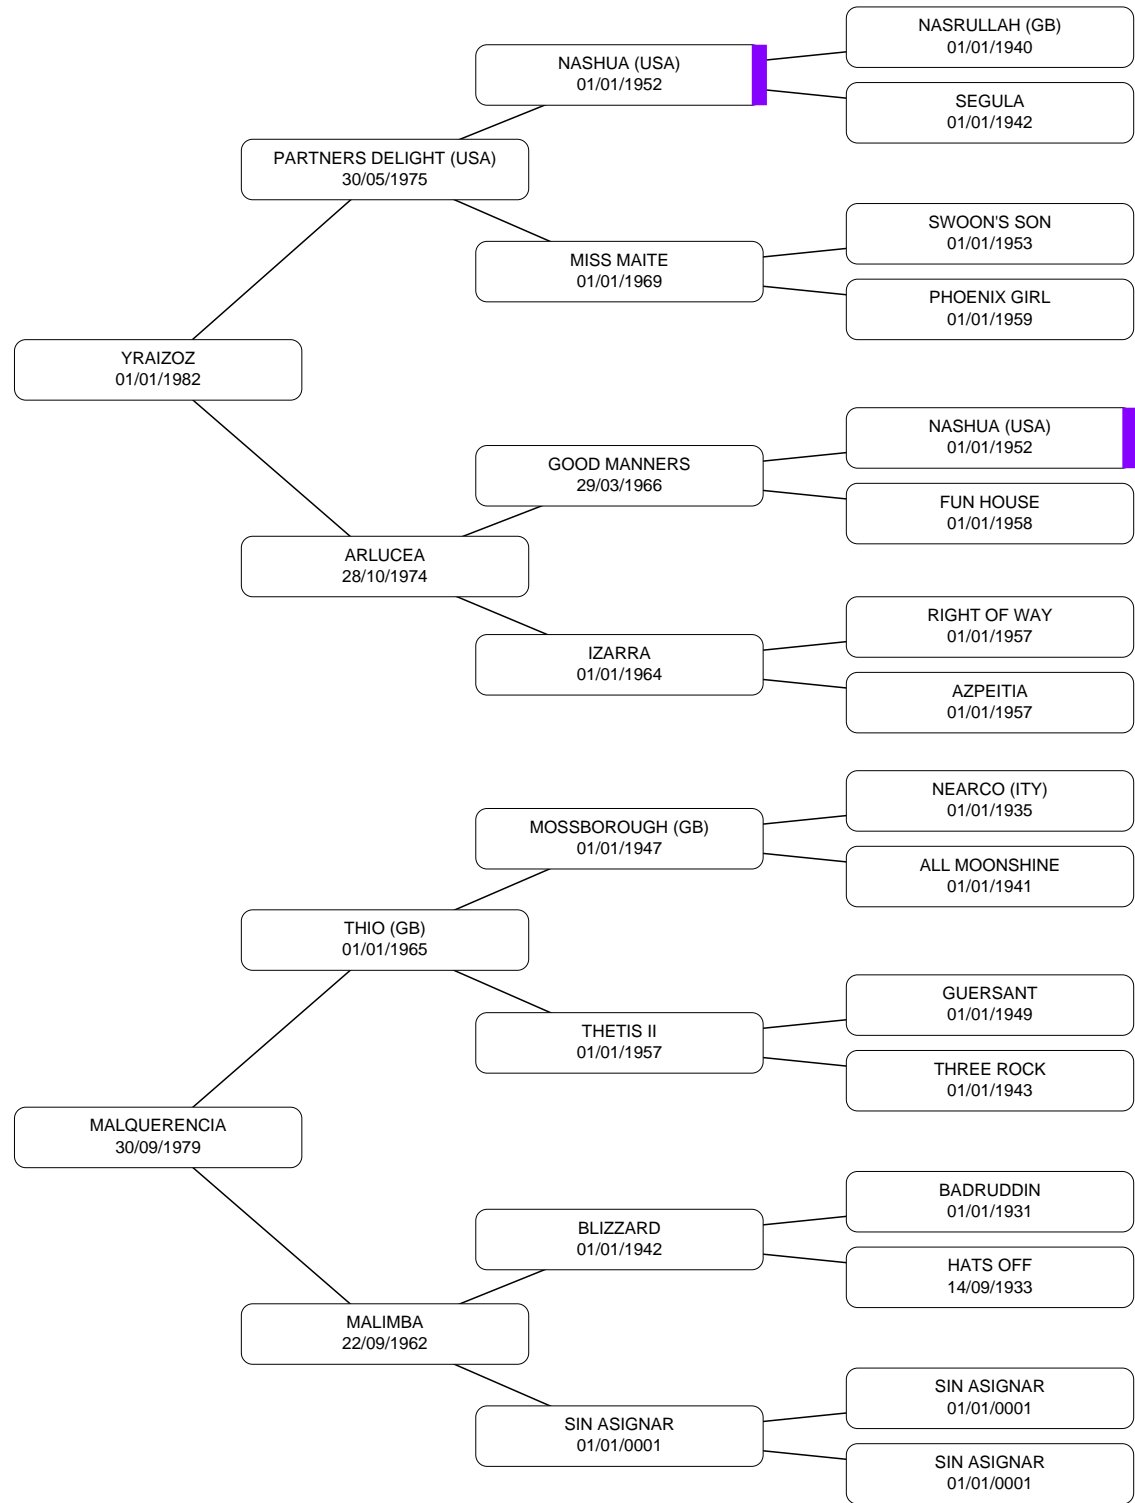 NASRULLAH (GB)
01/01/1940
NASHUA (USA)
01/01/1952
SEGULA
01/01/1942
PARTNERS DELIGHT (USA)
30/05/1975
SWOON'S SON
01/01/1953
MISS MAITE
01/01/1969
PHOENIX GIRL
01/01/1959
YRAIZOZ
01/01/1982
NASHUA (USA)
01/01/1952
GOOD MANNERS
29/03/1966
FUN HOUSE
01/01/1958
ARLUCEA
28/10/1974
RIGHT OF WAY
01/01/1957
IZARRA
01/01/1964
AZPEITIA
01/01/1957
NEARCO (ITY)
01/01/1935
MOSSBOROUGH (GB)
01/01/1947
ALL MOONSHINE
01/01/1941
THIO (GB)
01/01/1965
GUERSANT
01/01/1949
THETIS II
01/01/1957
THREE ROCK
01/01/1943
MALQUERENCIA
30/09/1979
BADRUDDIN
01/01/1931
BLIZZARD
01/01/1942
HATS OFF
14/09/1933
MALIMBA
22/09/1962
SIN ASIGNAR
01/01/0001
SIN ASIGNAR
01/01/0001
SIN ASIGNAR
01/01/0001